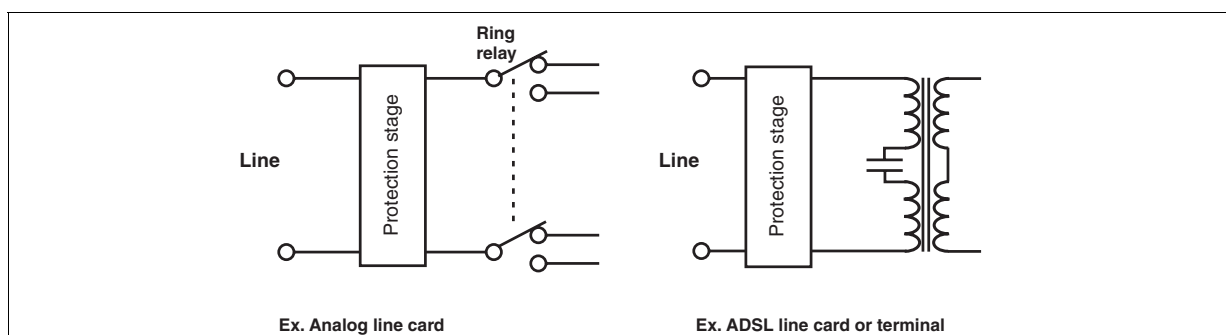 Ring
relay
Line
Protection stage
Line
Protection stage
Ex. Analog line card
Ex. ADSL line card or terminal